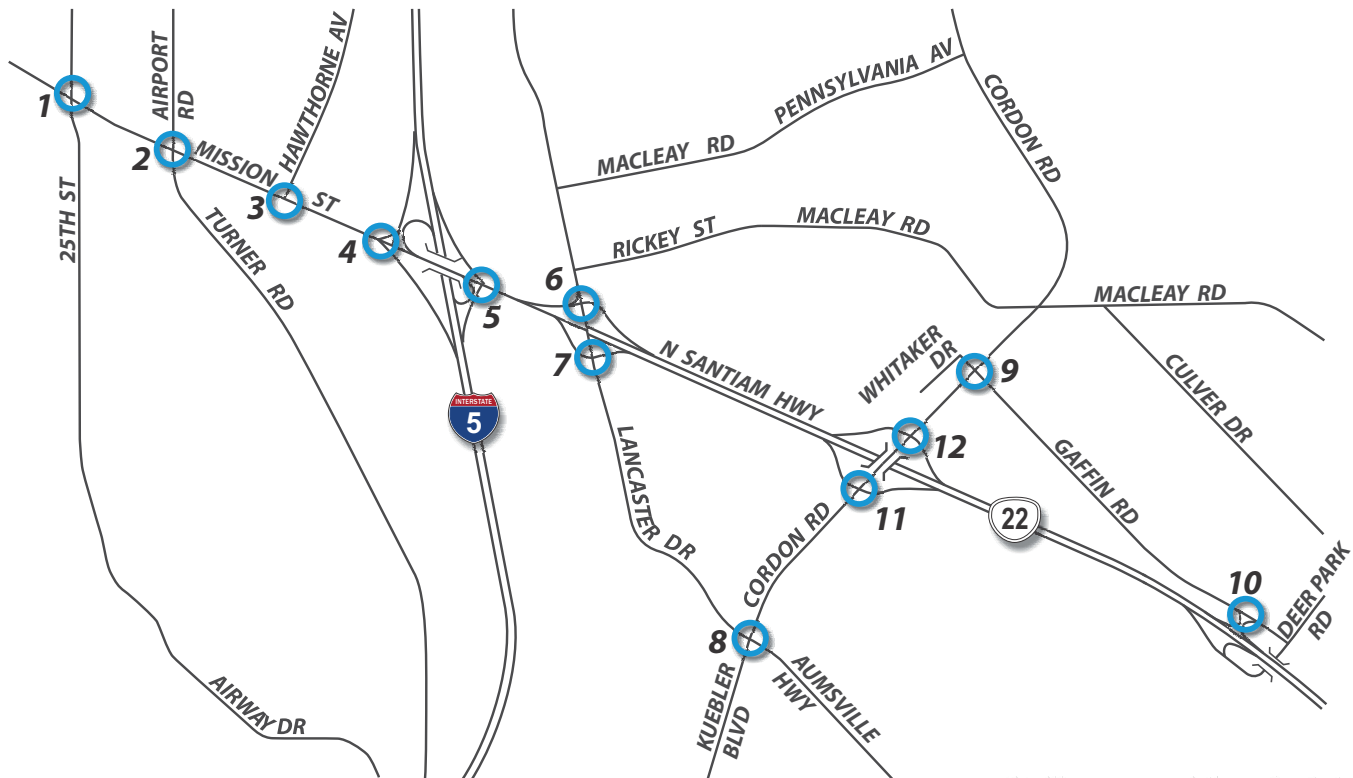 HAWTHORNE AV
AIRPORT
RD
PENNSYLVANIA AV
CORDON RD
1
2
MISSION
ST
MACLEAY RD
3
25TH ST
TURNER RD
4
RICKEY ST
MACLEAY RD
5
6
7
MACLEAY RD
N SANTIAM HWY
WHITAKER
DR
9
CULVER DR
INTERSTATE
5
12
LANCASTER DR
GAFFIN RD
11
22
CORDON RD
10
DEER PARK
RD
8
AIRWAY DR
KUEBLER
BLVD
AUMSVILLE
HWY